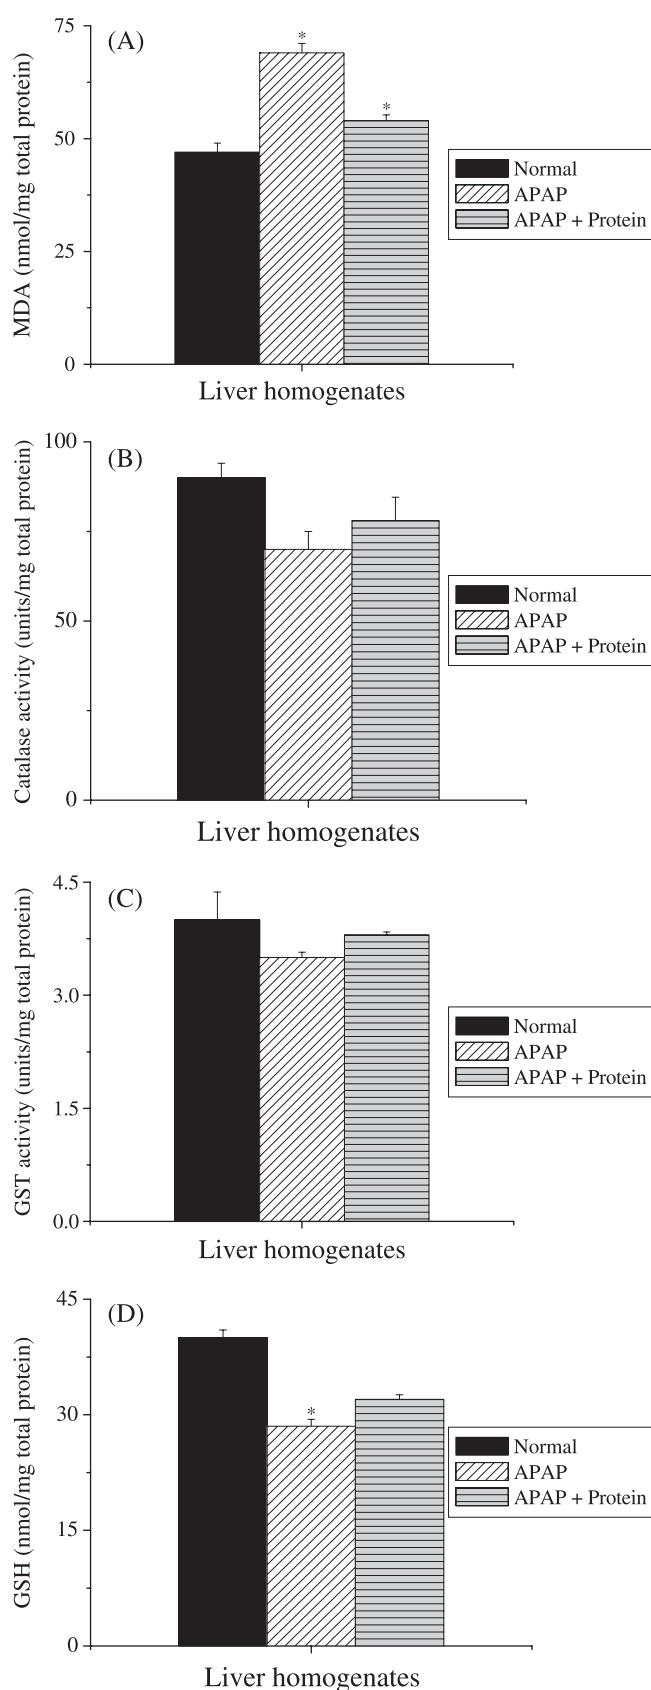 (A)
MDA (nmol/mg total protein)
75
50
25
0
*
*
Normal
APAP
APAP + Protein
Liver homogenates
(B)
Catalase activity (units/mg total protein)
100
50
0
Normal
APAP
APAP + Protein
Liver homogenates
(C)
GST activity (units/mg total protein)
4.5
3.0
1.5
0.0
Normal
APAP
APAP + Protein
Liver homogenates
(D)
GSH (nmol/mg total protein)
45
30
15
0
*
Normal
APAP
APAP + Protein
Liver homogenates